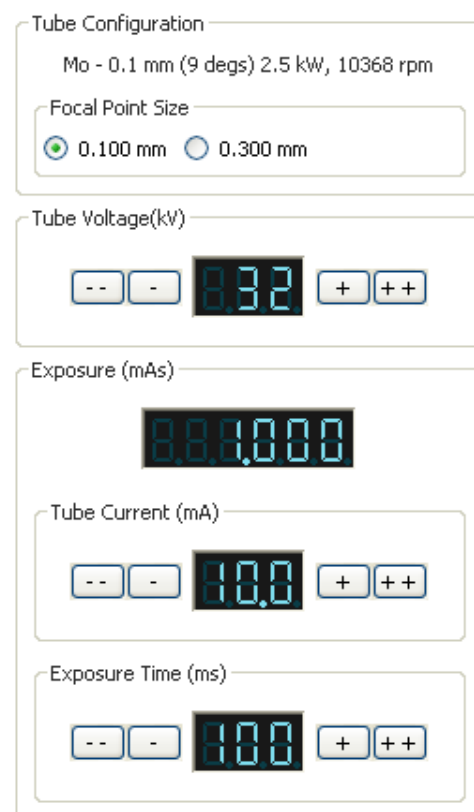 Tube Configuration
Mo - 0.1 mm (9 degs) 2.5 kW, 10368 rpm
Focal Point Size
0.100 mm 0.300 mm
Tube Voltage(kV)
-- - 32 + ++
Exposure (mAs)
1.000
Tube Current (mA)
-- - 10.0 + ++
Exposure Time (ms)
-- - 100 + ++